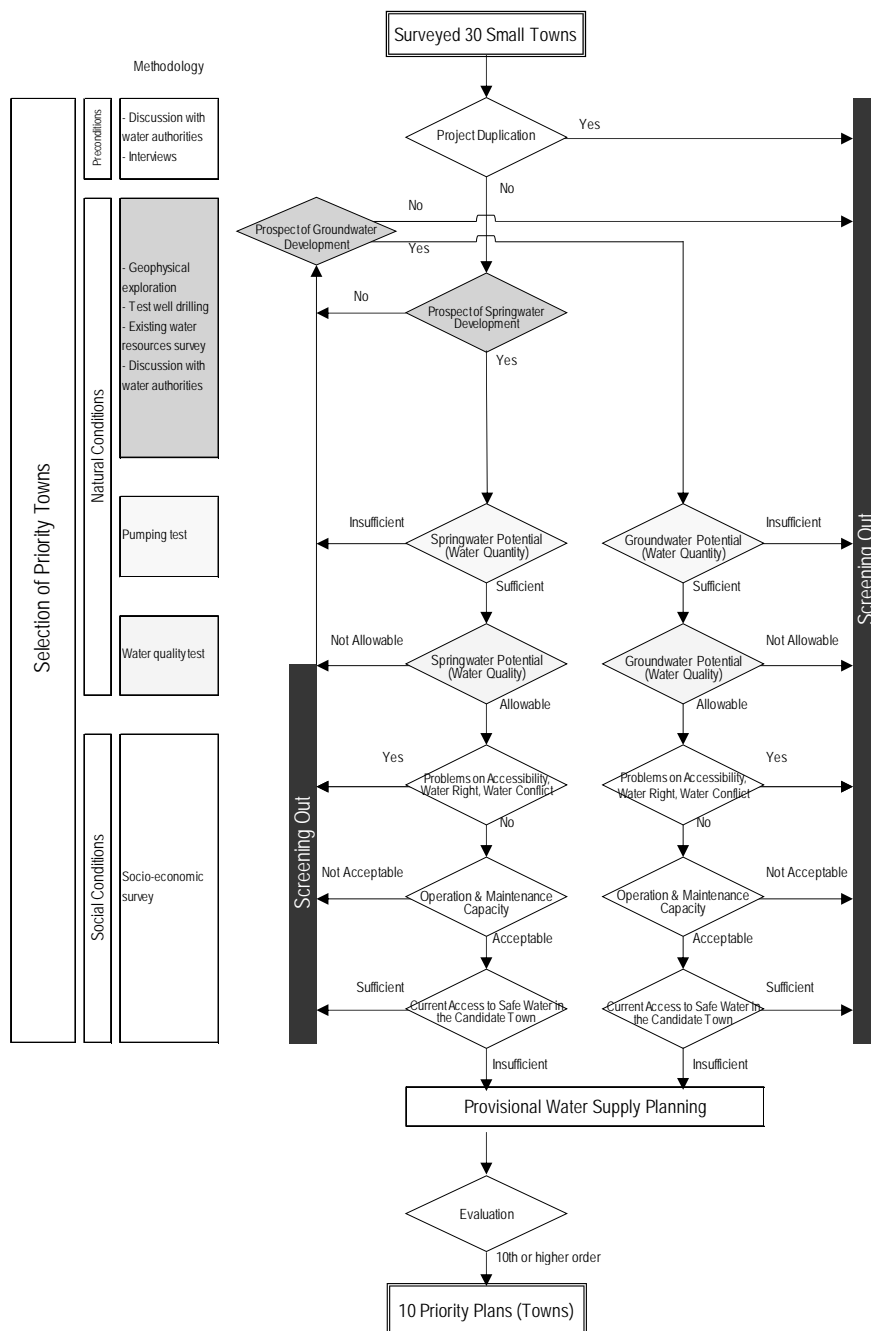 Surveyed 30 Small Towns
Methodology
Selection of Priority Towns
Preconditions
- Discussion with
water authorities
- Interviews
Project Duplication
Yes
No
Natural Conditions
- Geophysical
exploration
- Test well drilling
- Existing water
resources survey
- Discussion with
water authorities
Prospect of Groundwater
Development
No
Yes
Prospect of Springwater
Development
No
Yes
Screening Out
Pumping test
Insufficient
Springwater Potential
(Water Quantity)
Sufficient
Groundwater Potential
(Water Quantity)
Insufficient
Sufficient
Water quality test
Not Allowable
Springwater Potential
(Water Quality)
Allowable
Groundwater Potential
(Water Quality)
Not Allowable
Allowable
Social Conditions
Socio-economic
survey
Screening Out
Yes
Problems on Accessibility,
Water Right, Water Conflict
No
Problems on Accessibility,
Water Right, Water Conflict
Yes
No
Not Acceptable
Operation & Maintenance
Capacity
Acceptable
Operation & Maintenance
Capacity
Not Acceptable
Acceptable
Sufficient
Current Access to Safe Water in
the Candidate Town
Insufficient
Current Access to Safe Water in
the Candidate Town
Sufficient
Insufficient
Provisional Water Supply Planning
Evaluation
10th or higher order
10 Priority Plans (Towns)